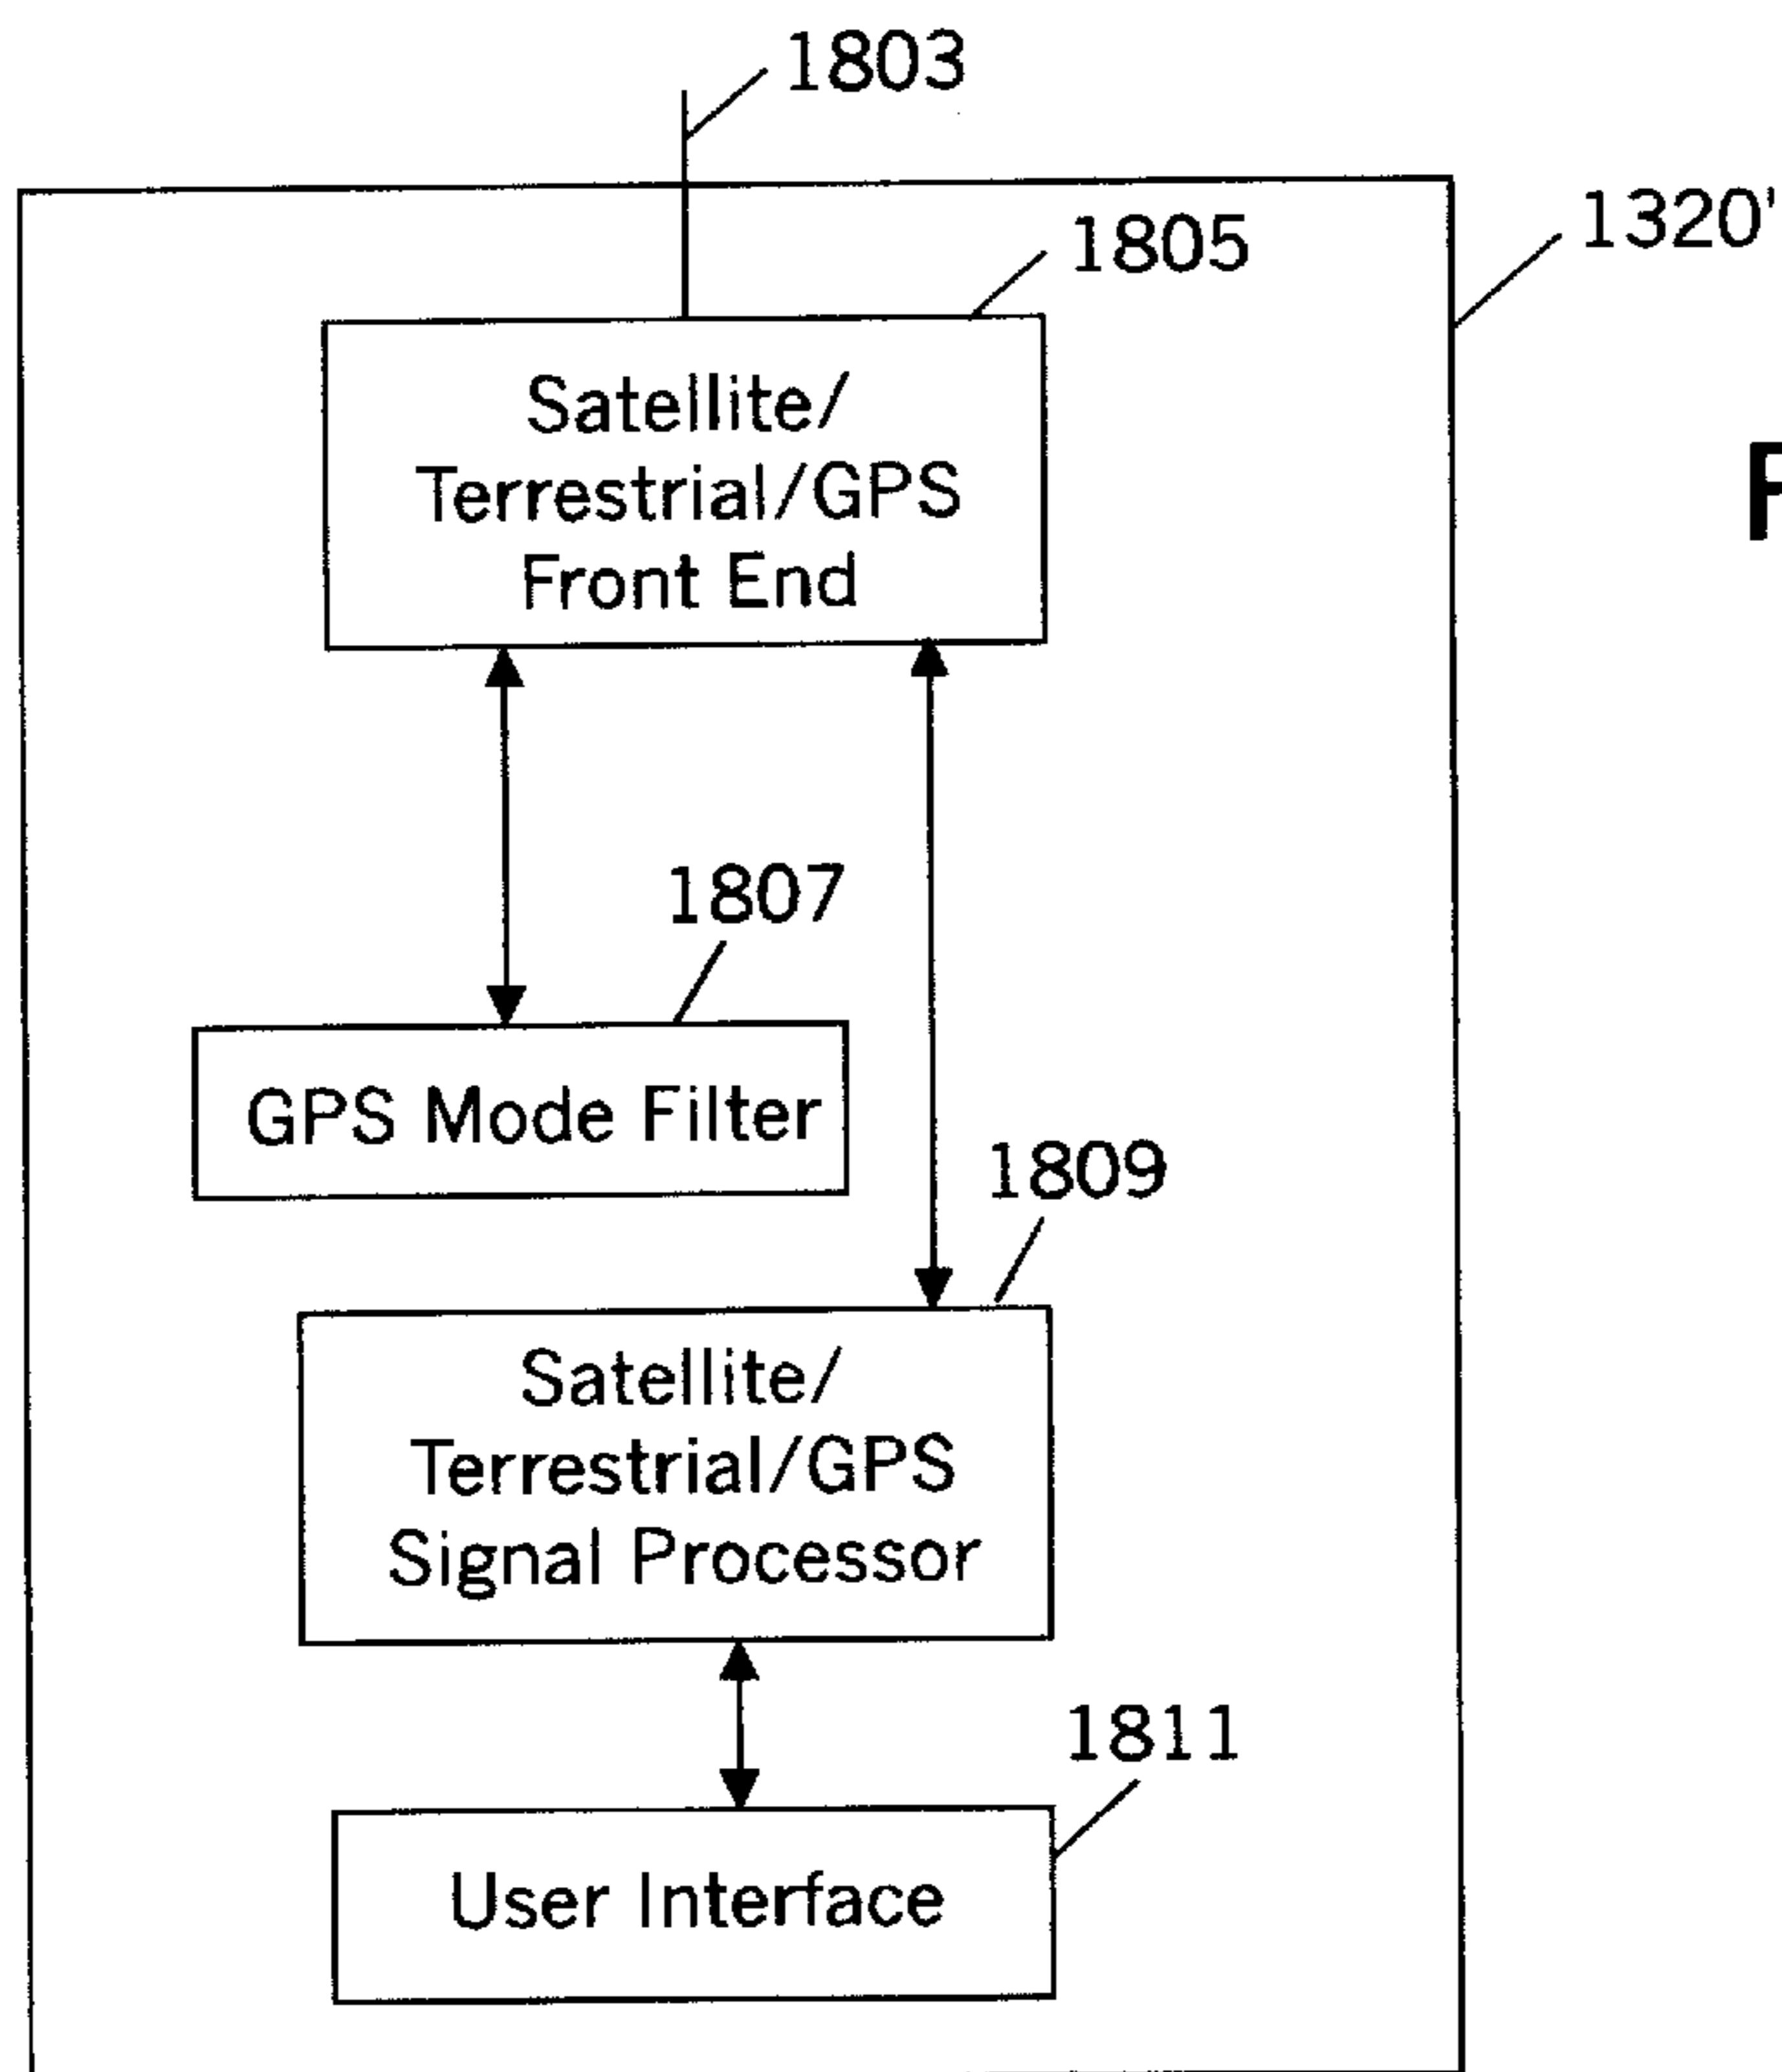 1803
1320'
1805
Satellite/
Terrestrial/GPS
Front End
1807
GPS Mode Filter
1809
Satellite/
Terrestrial/GPS
Signal Processor
1811
User Interface